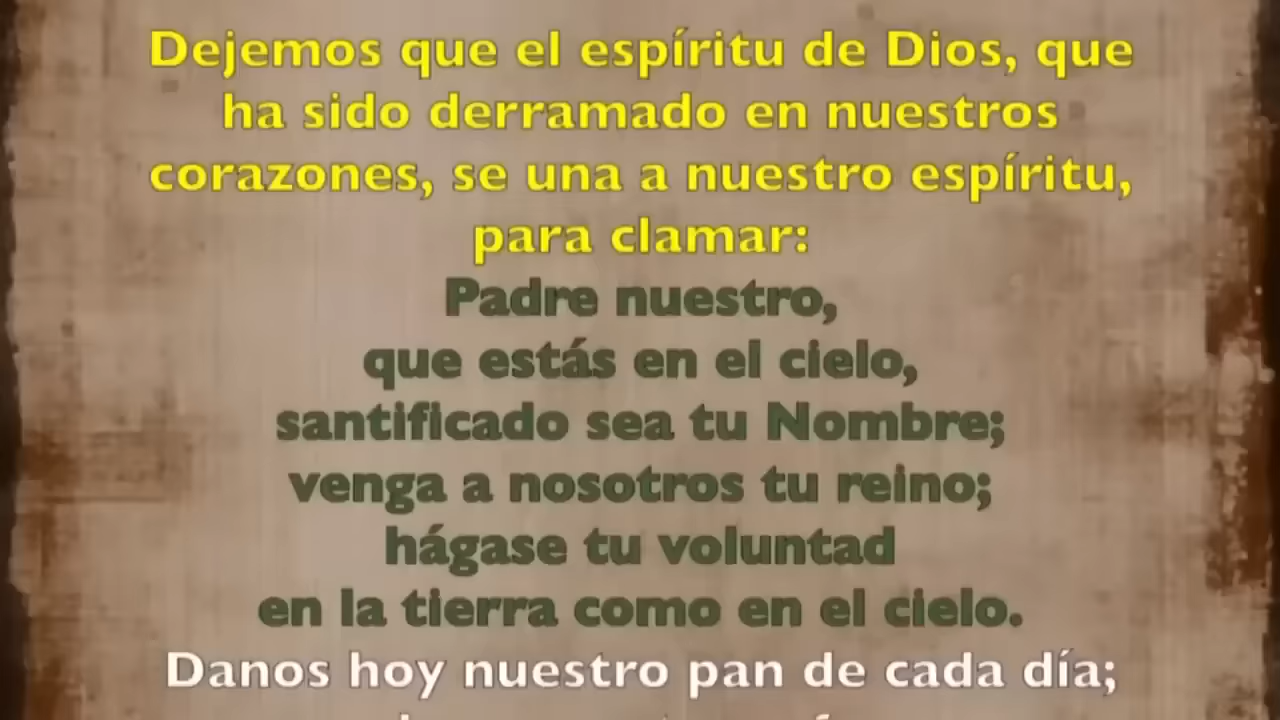 Dejemos que el espíritu de Dios, que
ha sido derramado en nuestros
corazones, se una a nuestro espíritu,
para clamar:
Padre nuestro,
que estás en el cielo,
santificado sea tu Nombre;
venga a nosotros tu reino;
hágase tu voluntad
en la tierra como en el cielo.
Danos hoy nuestro pan de cada día;